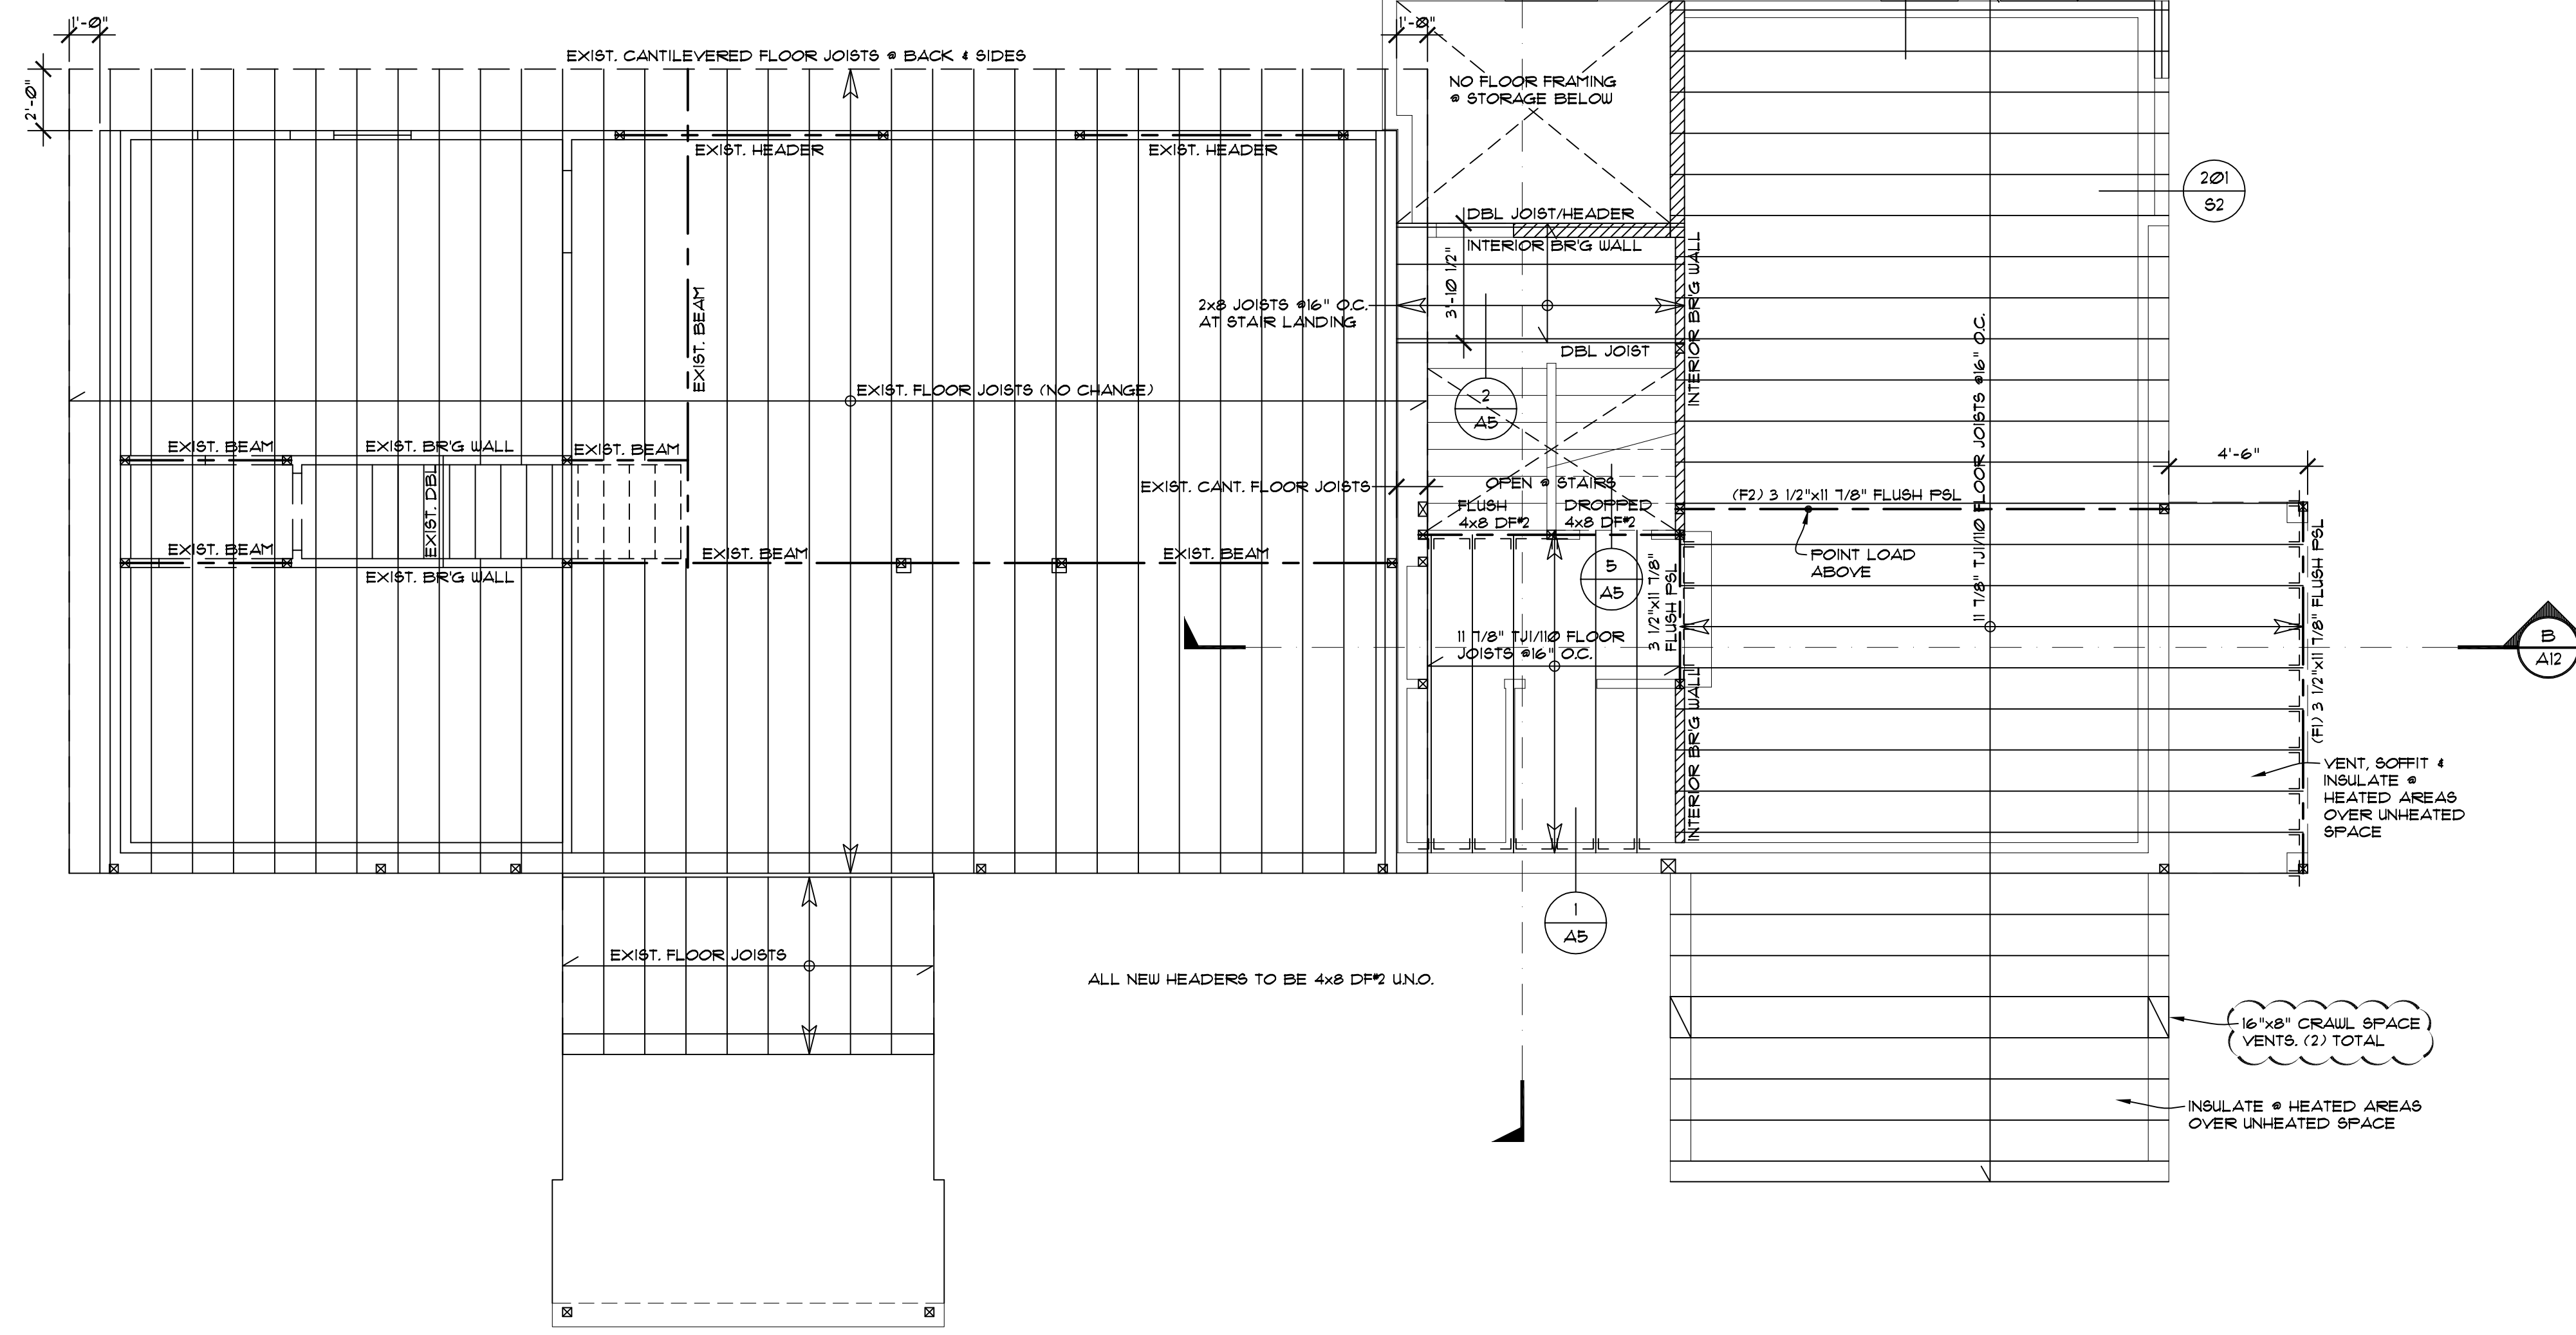 1'-0"
1'-0"
2'-0"
EXIST. CANTILEVERED FLOOR JOISTS @ BACK & SIDES
NO FLOOR FRAMING
@ STORAGE BELOW
EXIST. HEADER
EXIST. HEADER
201
S2
DBL JOIST/HEADER
INTERIOR BR'G WALL
3'-10 1/2"
INTERIOR BR'G WALL
2x8 JOISTS @16" O.C.
AT STAIR LANDING
EXIST. BEAM
DBL JOIST
11 7/8" TJI/110 FLOOR JOISTS @16" O.C.
EXIST. FLOOR JOISTS (NO CHANGE)
2
A5
EXIST. BEAM
EXIST. BR'G WALL
EXIST. BEAM
4'-6"
EXIST. DBL
EXIST. CANT. FLOOR JOISTS
OPEN @ STAIRS
(F2) 3 1/2"x11 7/8" FLUSH PSL
FLUSH
4x8 DF#2
DROPPED
4x8 DF#2
EXIST. BEAM
EXIST. BR'G WALL
EXIST. BEAM
EXIST. BEAM
POINT LOAD
ABOVE
5
A5
3 1/2"x11 7/8"
FLUSH PSL
(F1) 3 1/2"x11 7/8" FLUSH PSL
11 7/8" TJI/110 FLOOR
JOISTS @16" O.C.
B
A12
INTERIOR BR'G WALL
VENT, SOFFIT &
INSULATE @
HEATED AREAS
OVER UNHEATED
SPACE
1
A5
EXIST. FLOOR JOISTS
ALL NEW HEADERS TO BE 4x8 DF#2 U.N.O.
16"x8" CRAWL SPACE
VENTS. (2) TOTAL
INSULATE @ HEATED AREAS
OVER UNHEATED SPACE